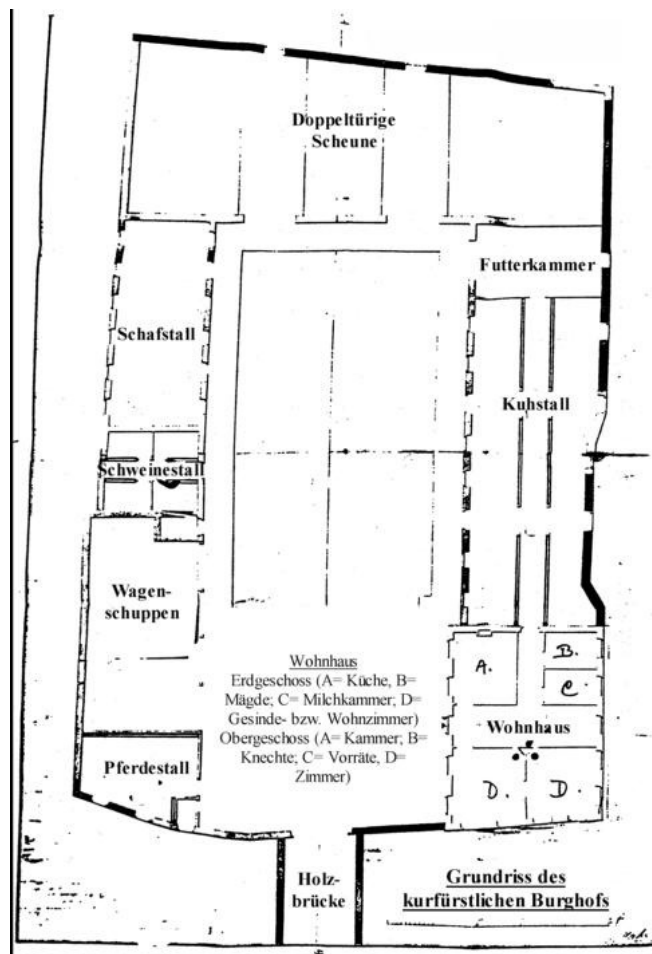 Doppeltürige
Scheune
Futterkammer
Schafstall
Kuhstall
Schweinestall
Wagen-
schuppen
Wohnhaus
Erdgeschoss (A= Küche, B=
Mägde; C= Milchkammer; D=
Gesinde- bzw. Wohnzimmer)
Obergeschoss (A= Kammer; B=
Knechte; C= Vorräte, D=
Zimmer)
A.
B.
C
Wohnhaus
D.
D.
Pferdestall
Holz-
brücke
Grundriss des
kurfürstlichen Burghofs